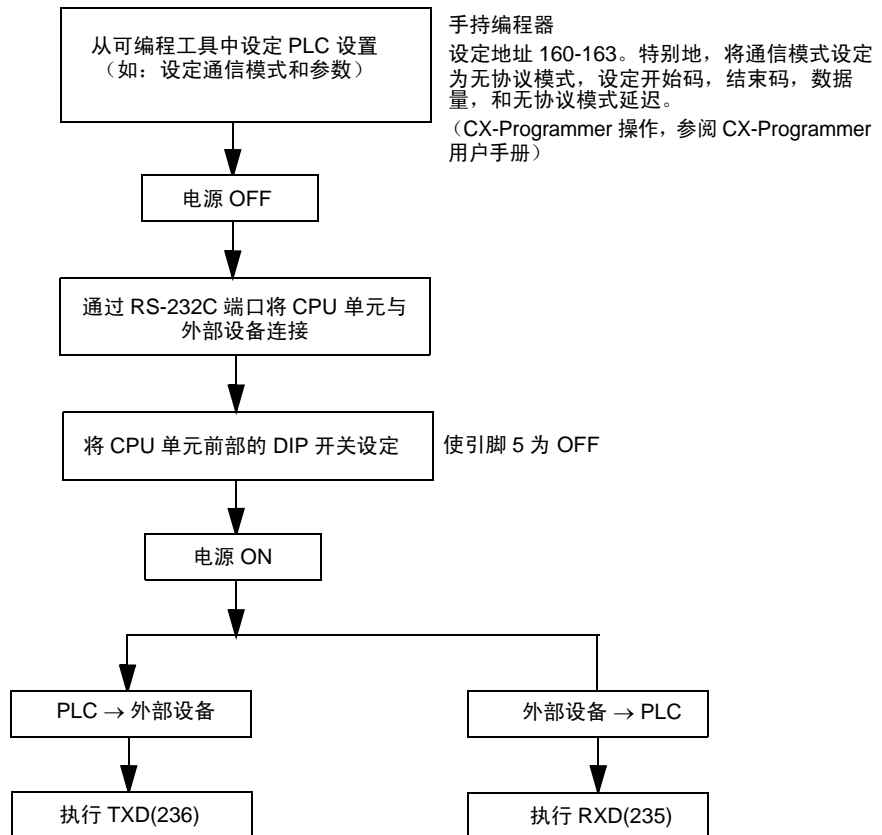 从可编程工具中设定 PLC 设置
（如：设定通信模式和参数）
手持编程器
设定地址 160-163。特别地，将通信模式设定
为无协议模式，设定开始码，结束码，数据
量，和无协议模式延迟。
（CX-Programmer 操作，参阅 CX-Programmer
用户手册）
电源 OFF
通过 RS-232C 端口将 CPU 单元与
外部设备连接
将 CPU 单元前部的 DIP 开关设定
使引脚 5 为 OFF
电源 ON
PLC → 外部设备
外部设备 → PLC
执行 TXD(236)
执行 RXD(235)